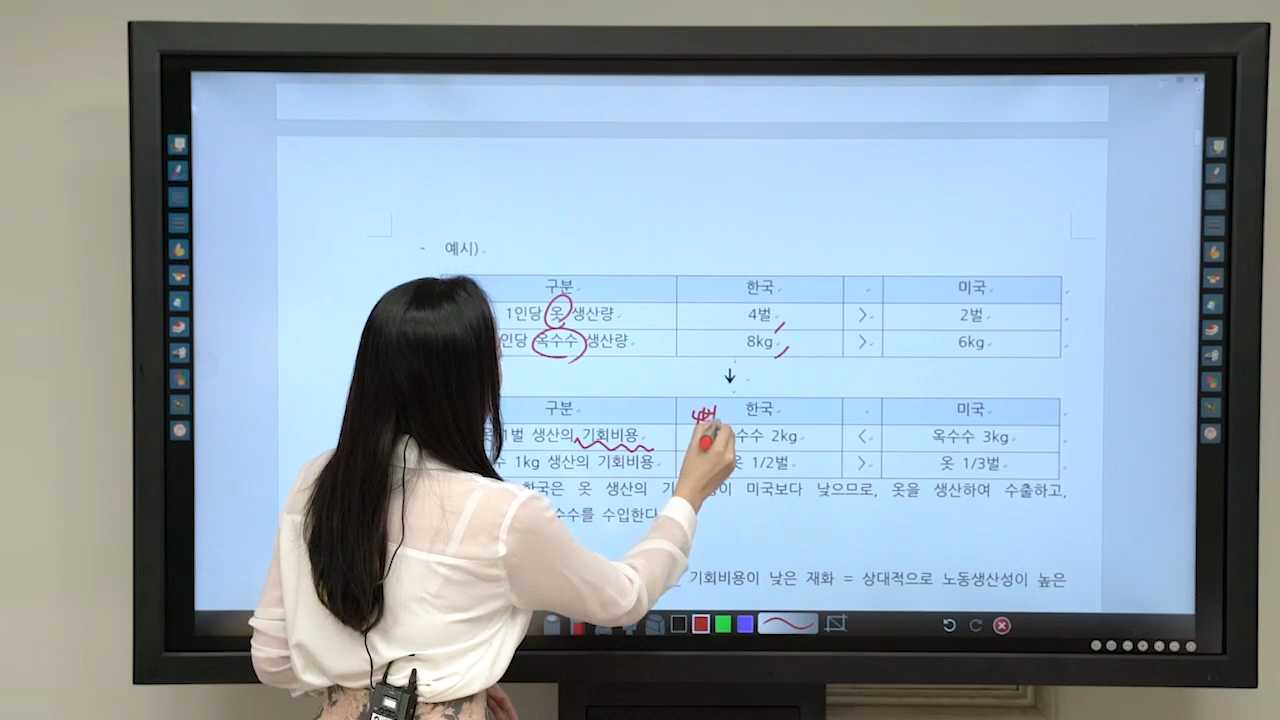 - 예시)
구분 한국 미국
1인당 옷 생산량 4벌 > 2벌
인당 옥수수 생산량 8kg > 6kg
↓
구분 한국 미국
1벌 생산의 기회비용 수수 2kg < 옥수수 3kg
수 1kg 생산의 기회비용 옷 1/2벌 > 옷 1/3벌
한국은 옷 생산의 미국보다 낮으므로, 옷을 생산하여 수출하고,
수수를 수입한다
기회비용이 낮은 재화 = 상대적으로 노동생산성이 높은